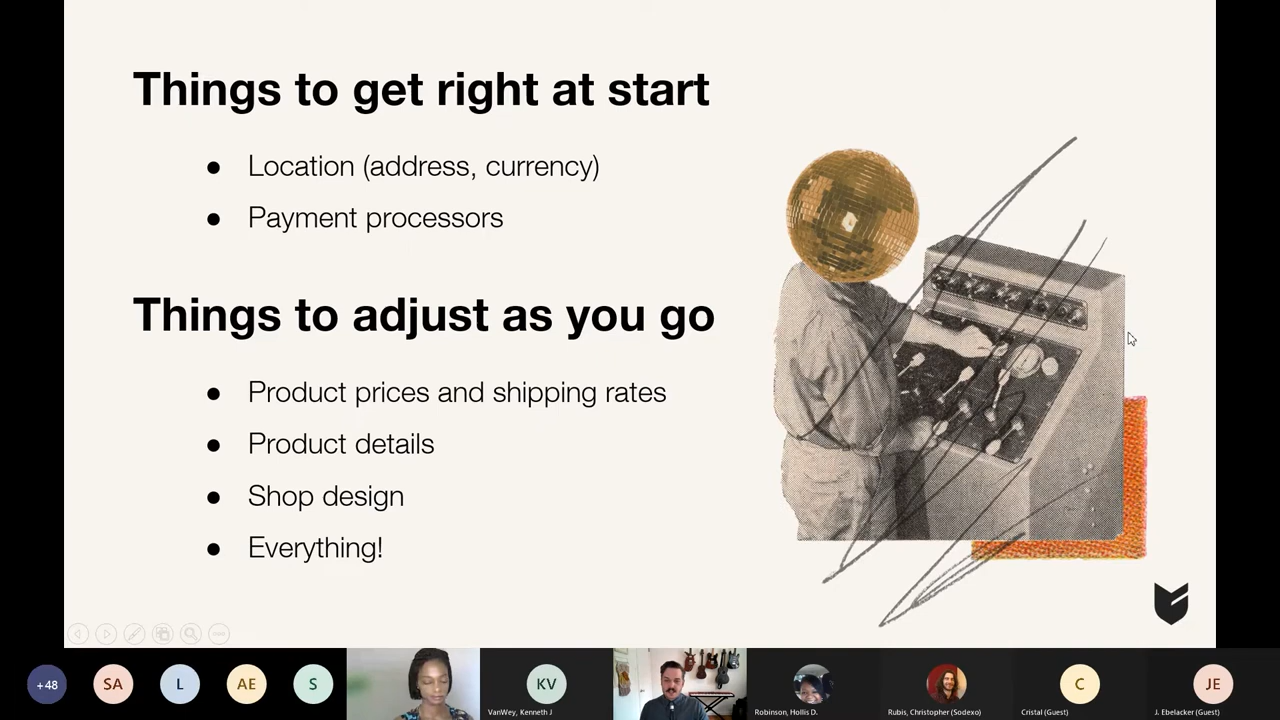 Things to get right at start
● Location (address, currency)
● Payment processors
Things to adjust as you go
● Product prices and shipping rates
● Product details
● Shop design
● Everything!
+48
SA
L
AE
S
KV
VanWey, Kenneth J
Robinson, Hollis D.
Rubis, Christopher (Sodexo)
C
Cristal (Guest)
JE
J. Ebelacker (Guest)